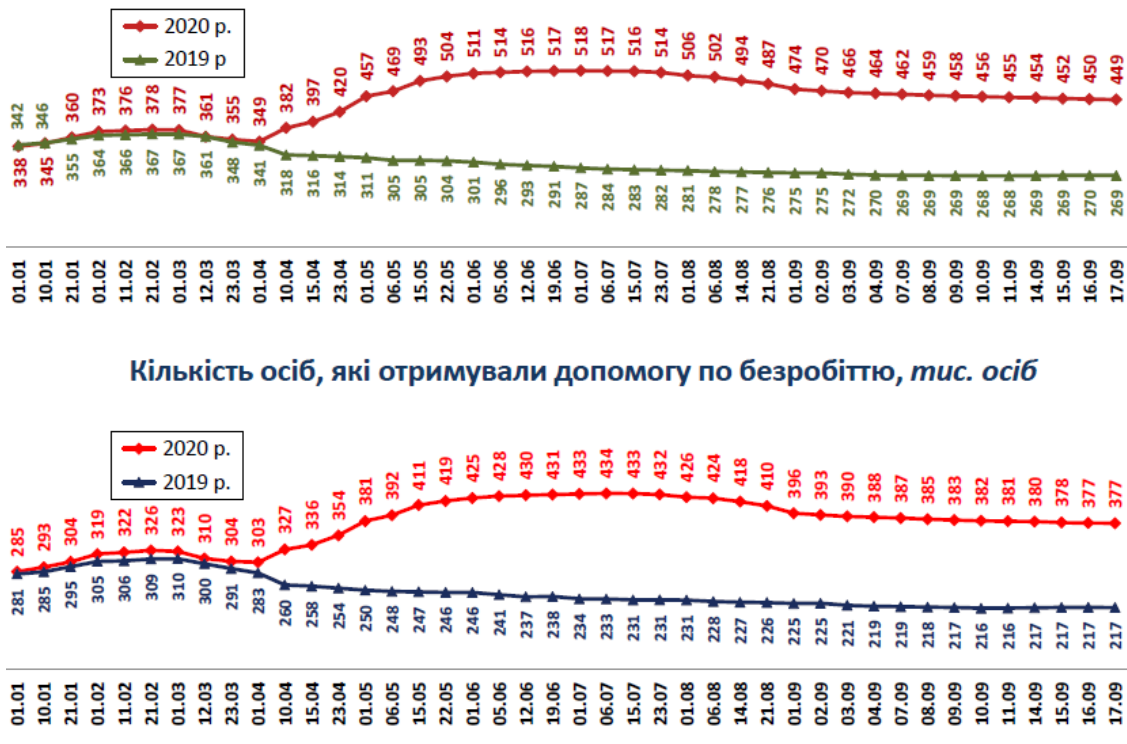 2020 р.
2019 р
342 346 360 373 376 378 377 361 355 349 382 397 420 457 469 493 504 511 514 516 517 518 517 516 514 506 502 494 487 474 470 466 464 462 459 458 456 455 454 452 450 449
338 345 355 364 366 367 367 361 348 341 318 316 314 311 305 305 304 301 296 293 291 287 284 283 282 281 278 277 276 275 275 272 270 269 269 269 268 268 269 269 270 269
01.01 10.01 21.01 01.02 11.02 21.02 01.03 12.03 23.03 01.04 10.04 15.04 23.04 01.05 06.05 15.05 22.05 01.06 05.06 12.06 19.06 01.07 06.07 15.07 23.07 01.08 06.08 14.08 21.08 01.09 02.09 03.09 04.09 07.09 08.09 09.09 10.09 11.09 14.09 15.09 16.09 17.09
Кількість осіб, які отримували допомогу по безробіттю, тис. осіб
2020 р.
2019 р.
285 293 304 319 322 326 323 310 304 303 327 336 354 381 392 411 419 425 428 430 431 433 434 433 432 426 424 418 410 396 393 390 388 387 385 383 382 381 380 378 377 377
281 285 295 305 306 309 310 300 291 283 260 258 254 250 248 247 246 246 241 237 238 234 233 231 231 231 228 227 226 225 225 221 219 219 218 217 216 216 217 217 217 217
01.01 10.01 21.01 01.02 11.02 21.02 01.03 12.03 23.03 01.04 10.04 15.04 23.04 01.05 06.05 15.05 22.05 01.06 05.06 12.06 19.06 01.07 06.07 15.07 23.07 01.08 06.08 14.08 21.08 01.09 02.09 03.09 04.09 07.09 08.09 09.09 10.09 11.09 14.09 15.09 16.09 17.09